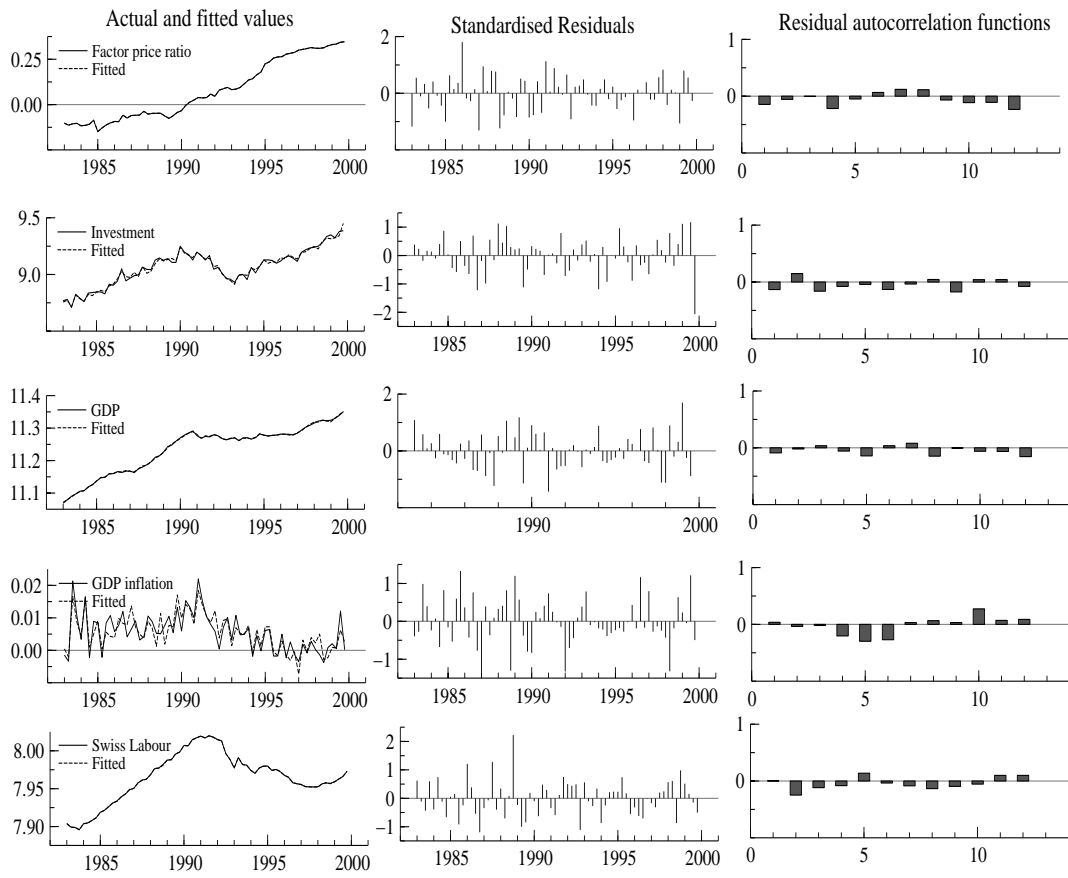 Actual and fitted values
Standardised Residuals
Residual autocorrelation functions
Factor price ratio
Fitted
0.25
0.00
1985 1990 1995 2000
2
0
1985 1990 1995 2000
1
0
0 5 10
Investment
Fitted
9.5
9.0
1985 1990 1995 2000
1
0
−1
−2
1985 1990 1995 2000
1
0
0 5 10
GDP
Fitted
11.4
11.3
11.2
11.1
1985 1990 1995 2000
2
0
1990 2000
1
0
0 5 10
GDP inflation
Fitted
0.02
0.01
0.00
1985 1990 1995 2000
1
0
−1
1985 1990 1995 2000
1
0
0 5 10
Swiss Labour
Fitted
8.00
7.95
7.90
1985 1990 1995 2000
2
1
0
−1
1985 1990 1995 2000
1
0
0 5 10